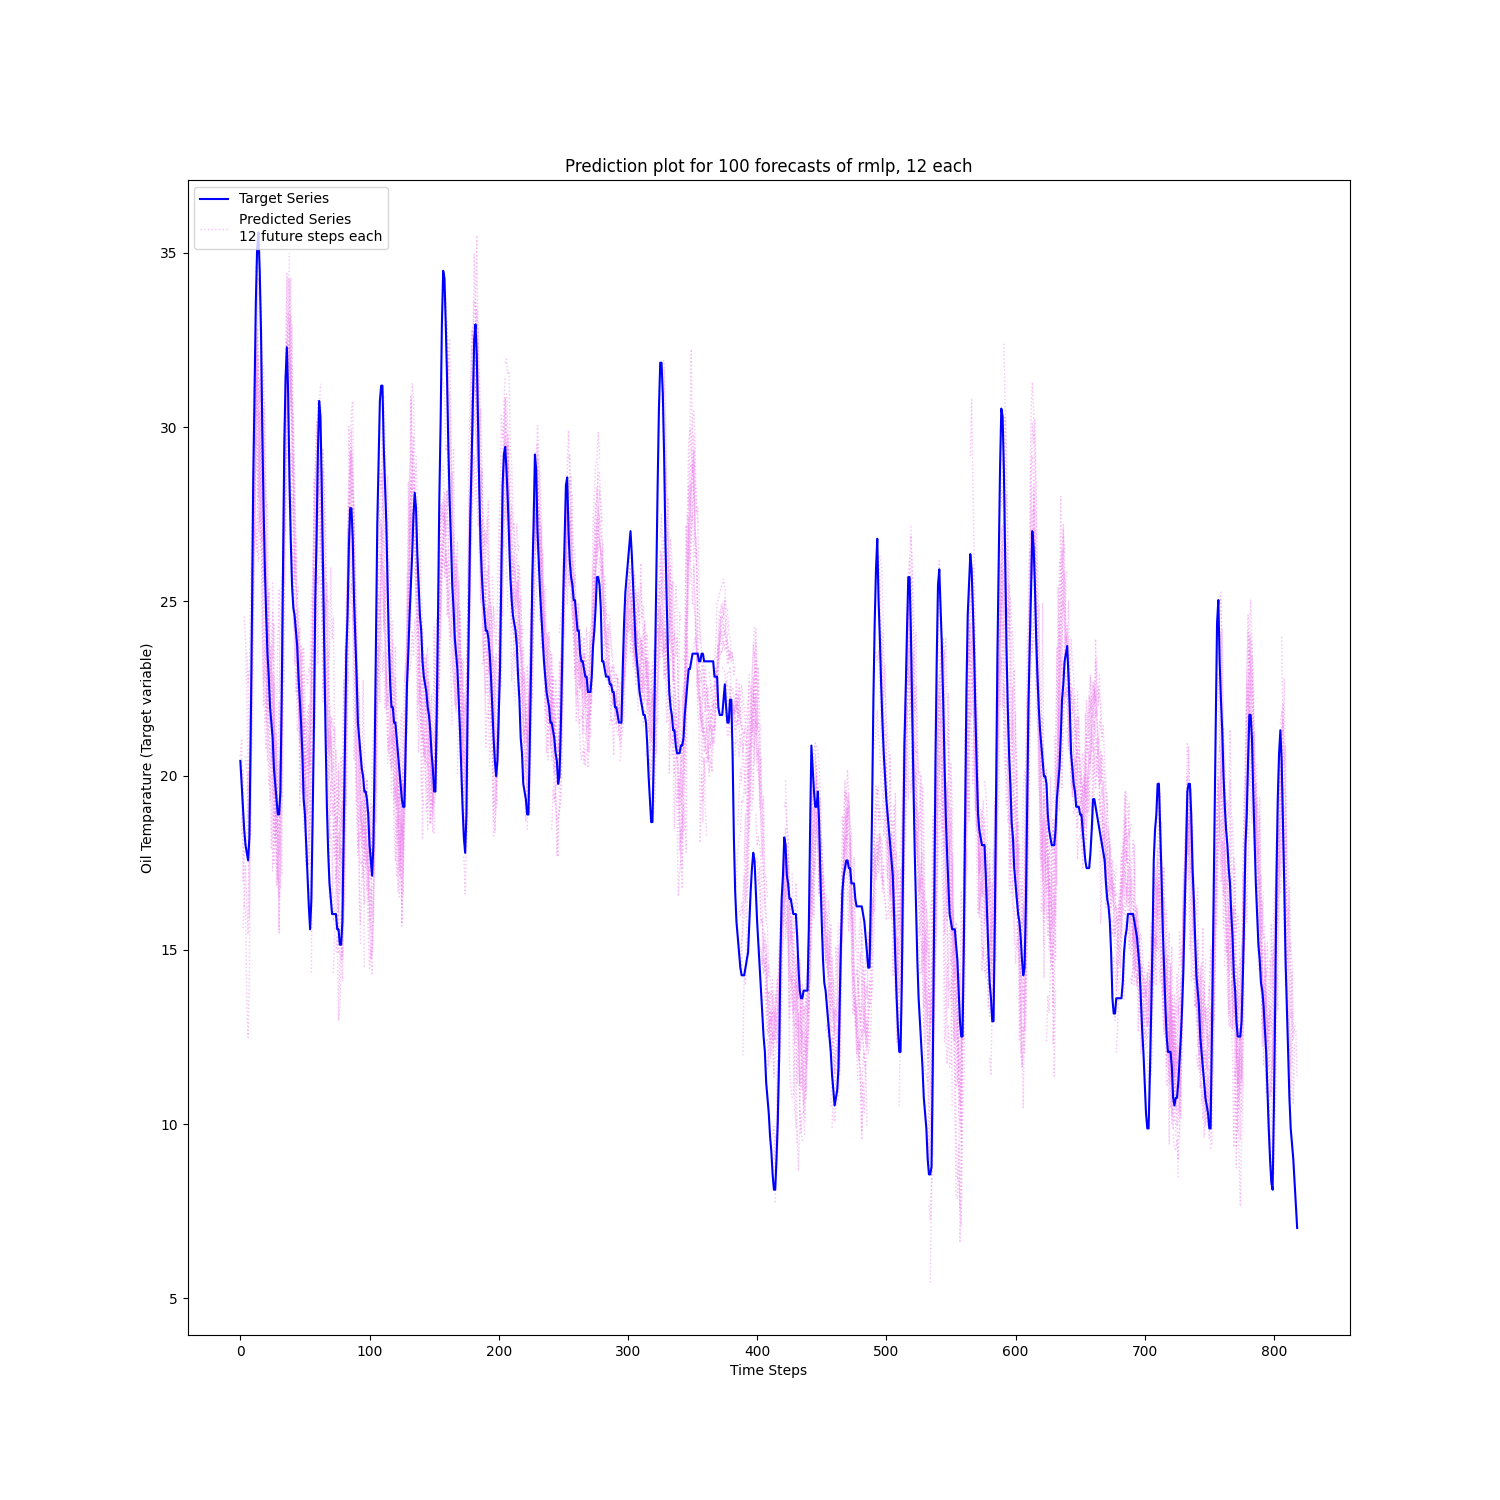 Prediction plot for 100 forecasts of rmlp, 12 each
Target Series
Predicted Series
12 future steps each
Oil Temparature (Target variable)
35
30
25
20
15
10
5
0 100 200 300 400 500 600 700 800
Time Steps